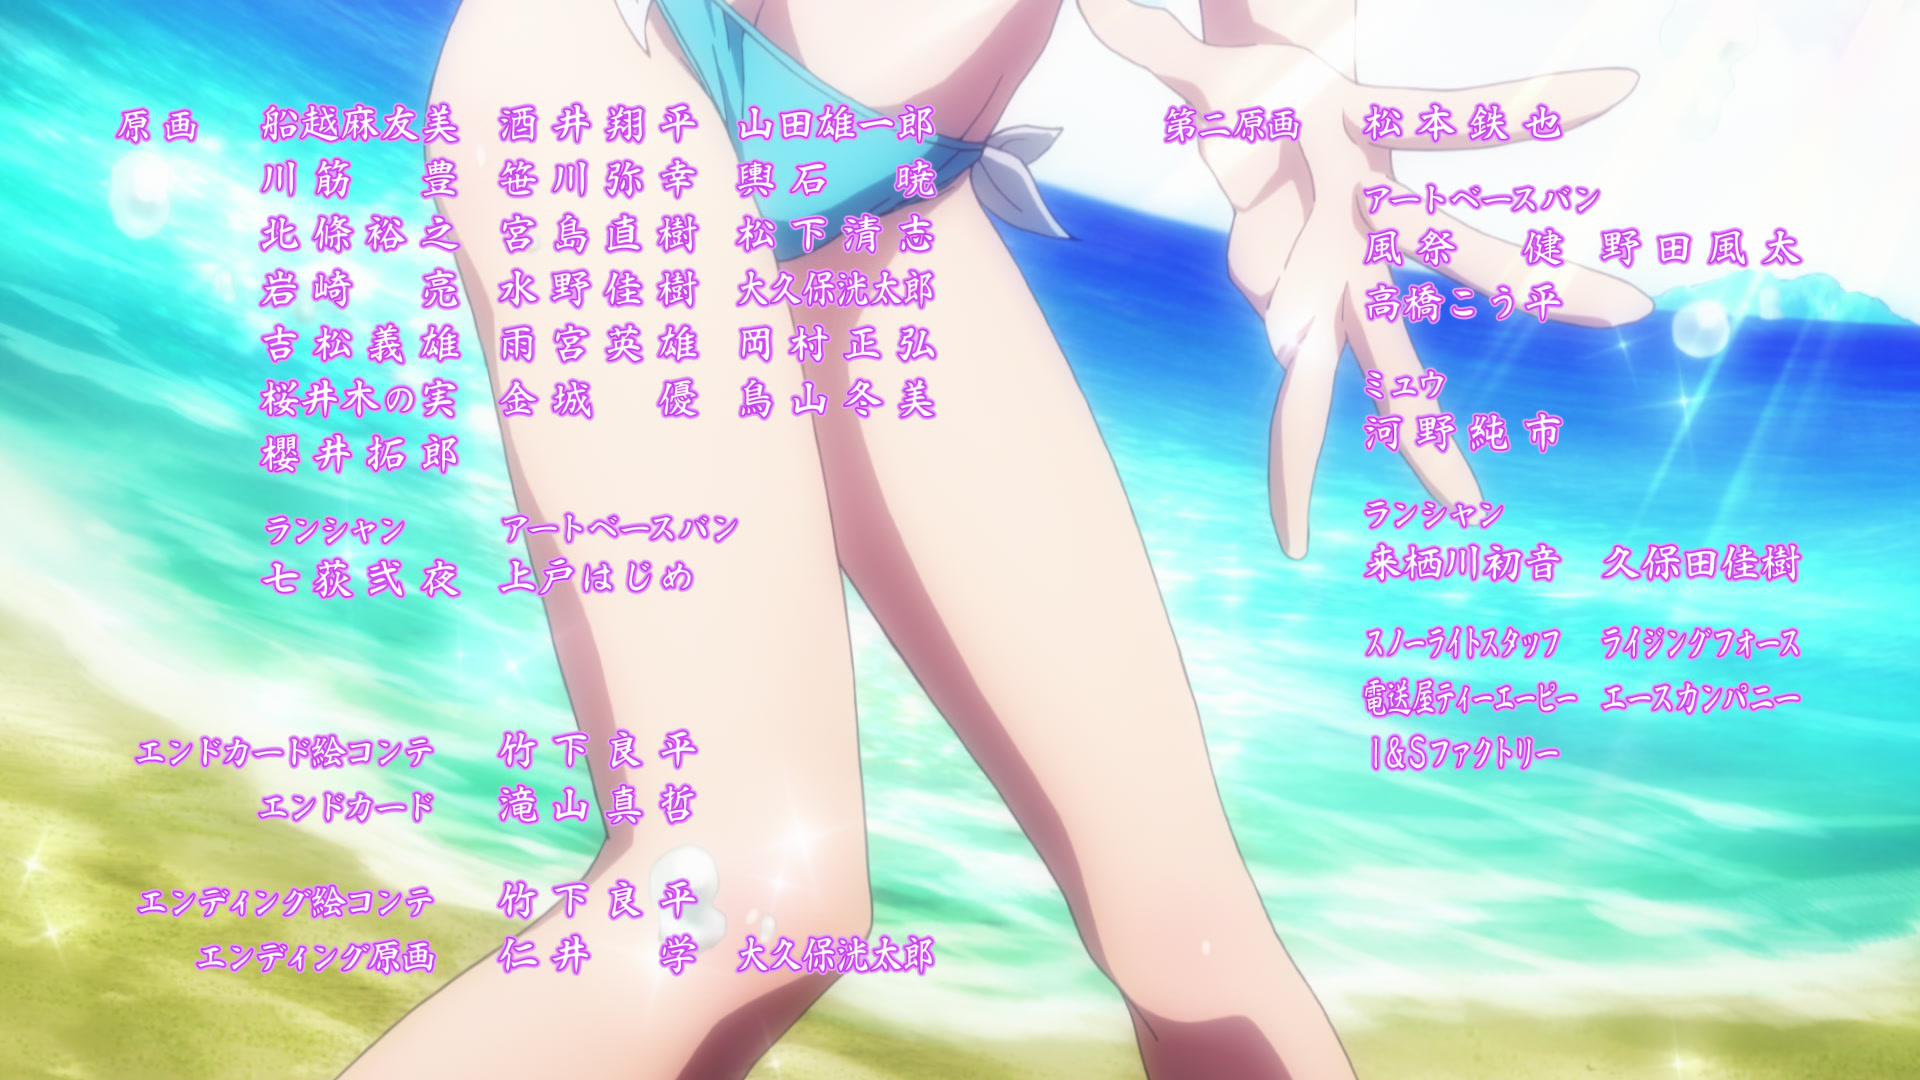 原画 船越麻友美 酒井翔平 山田雄一郎
川筋 豊 笹川弥幸 輿石 暁
北條裕之 宮島直樹 松下清志
岩崎 亮 水野佳樹 大久保洸太郎
吉松義雄 雨宮英雄 岡村正弘
桜井木の実 金城 優 鳥山冬美
櫻井拓郎
ランシャン アートベースバン
七荻弐夜 上戸はじめ
エンドカード絵コンテ 竹下良平
エンドカード 滝山真哲
エンディング絵コンテ 竹下良平
エンディング原画 仁井 学 大久保洸太郎
第二原画 松本鉄也
アートベースバン
風祭 健 野田風太
高橋こう平
ミュウ
河野純市
ランシャン
来栖川初音 久保田佳樹
スノーライトスタッフ ライジングフォース
電送屋ティーエーピー エースカンパニー
I&Sファクトリー